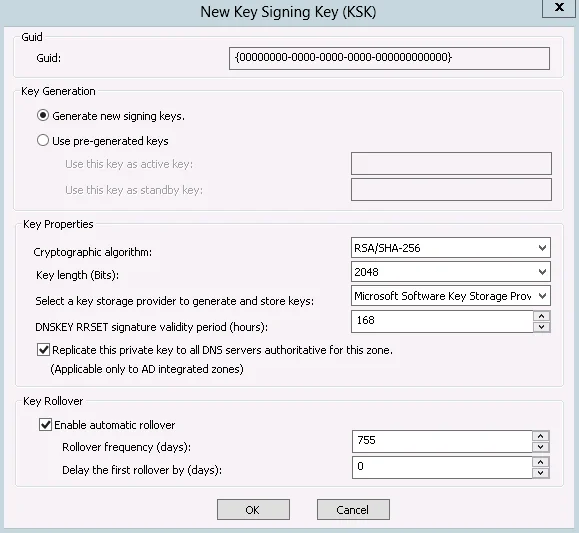 New Key Signing Key (KSK)
X
Guid
Guid: {00000000-0000-0000-0000-000000000000}
Key Generation
Generate new signing keys.
Use pre-generated keys
Use this key as active key:
Use this key as standby key:
Key Properties
Cryptographic algorithm: RSA/SHA-256
Key length (Bits): 2048
Select a key storage provider to generate and store keys: Microsoft Software Key Storage Prov
DNSKEY RRSET signature validity period (hours): 168
Replicate this private key to all DNS servers authoritative for this zone.
(Applicable only to AD integrated zones)
Key Rollover
Enable automatic rollover
Rollover frequency (days): 755
Delay the first rollover by (days): 0
OK Cancel